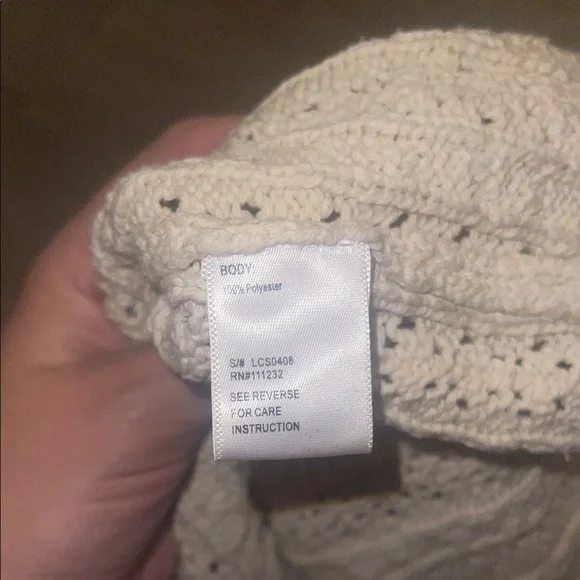 BODY:
100% Polyester
S/# LCS0408
RN#111232
SEE REVERSE
FOR CARE
INSTRUCTION